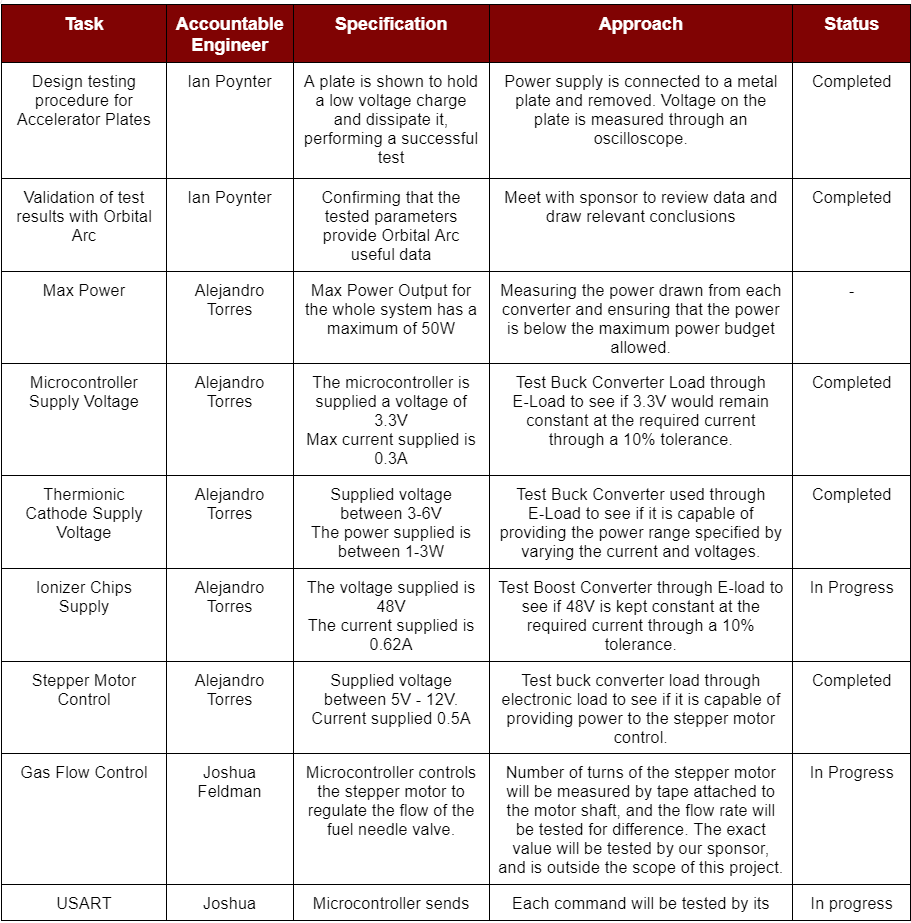 Task
Accountable
Engineer
Specification
Approach
Status
Design testing
procedure for
Accelerator Plates
Ian Poynter
A plate is shown to hold
a low voltage charge
and dissipate it,
performing a successful
test
Power supply is connected to a metal
plate and removed. Voltage on the
plate is measured through an
oscilloscope.
Completed
Validation of test
results with Orbital
Arc
Ian Poynter
Confirming that the
tested parameters
provide Orbital Arc
useful data
Meet with sponsor to review data and
draw relevant conclusions
Completed
Max Power
Alejandro
Torres
Max Power Output for
the whole system has a
maximum of 50W
Measuring the power drawn from each
converter and ensuring that the power
is below the maximum power budget
allowed.
-
Microcontroller
Supply Voltage
Alejandro
Torres
The microcontroller is
supplied a voltage of
3.3V
Max current supplied is
0.3A
Test Buck Converter Load through
E-Load to see if 3.3V would remain
constant at the required current
through a 10% tolerance.
Completed
Thermionic
Cathode Supply
Voltage
Alejandro
Torres
Supplied voltage
between 3-6V
The power supplied is
between 1-3W
Test Buck Converter used through
E-Load to see if it is capable of
providing the power range specified by
varying the current and voltages.
Completed
Ionizer Chips
Supply
Alejandro
Torres
The voltage supplied is
48V
The current supplied is
0.62A
Test Boost Converter through E-load to
see if 48V is kept constant at the
required current through a 10%
tolerance.
In Progress
Stepper Motor
Control
Alejandro
Torres
Supplied voltage
between 5V - 12V.
Current supplied 0.5A
Test buck converter load through
electronic load to see if it is capable of
providing power to the stepper motor
control.
Completed
Gas Flow Control
Joshua
Feldman
Microcontroller controls
the stepper motor to
regulate the flow of the
fuel needle valve.
Number of turns of the stepper motor
will be measured by tape attached to
the motor shaft, and the flow rate will
be tested for difference. The exact
value will be tested by our sponsor,
and is outside the scope of this project.
In Progress
USART
Joshua
Microcontroller sends
Each command will be tested by its
In progress